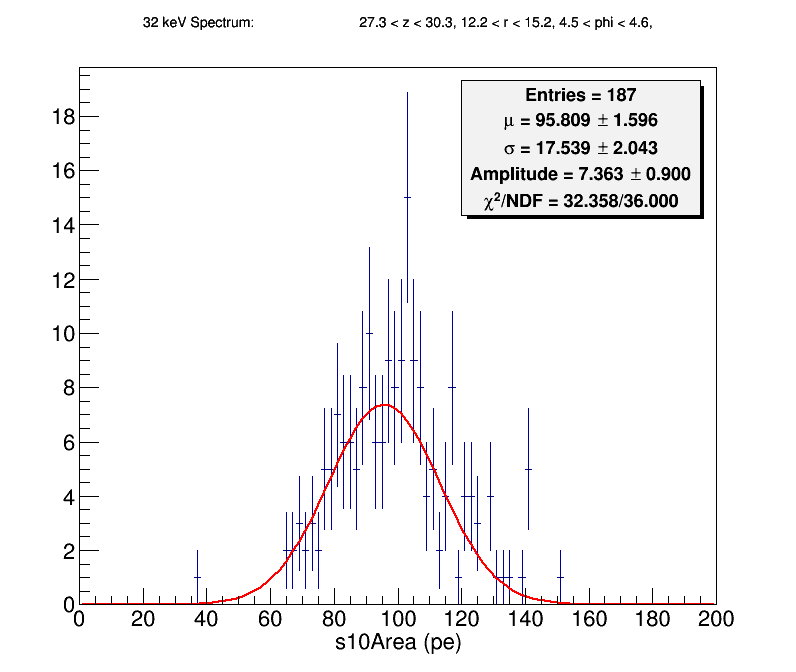 32 keV Spectrum: 27.3 < z < 30.3, 12.2 < r < 15.2, 4.5 < phi < 4.6,
Entries = 187
μ = 95.809 ± 1.596
σ = 17.539 ± 2.043
Amplitude = 7.363 ± 0.900
χ²/NDF = 32.358/36.000
18
16
14
12
10
8
6
4
2
0
0 20 40 60 80 100 120 140 160 180 200
s10Area (pe)